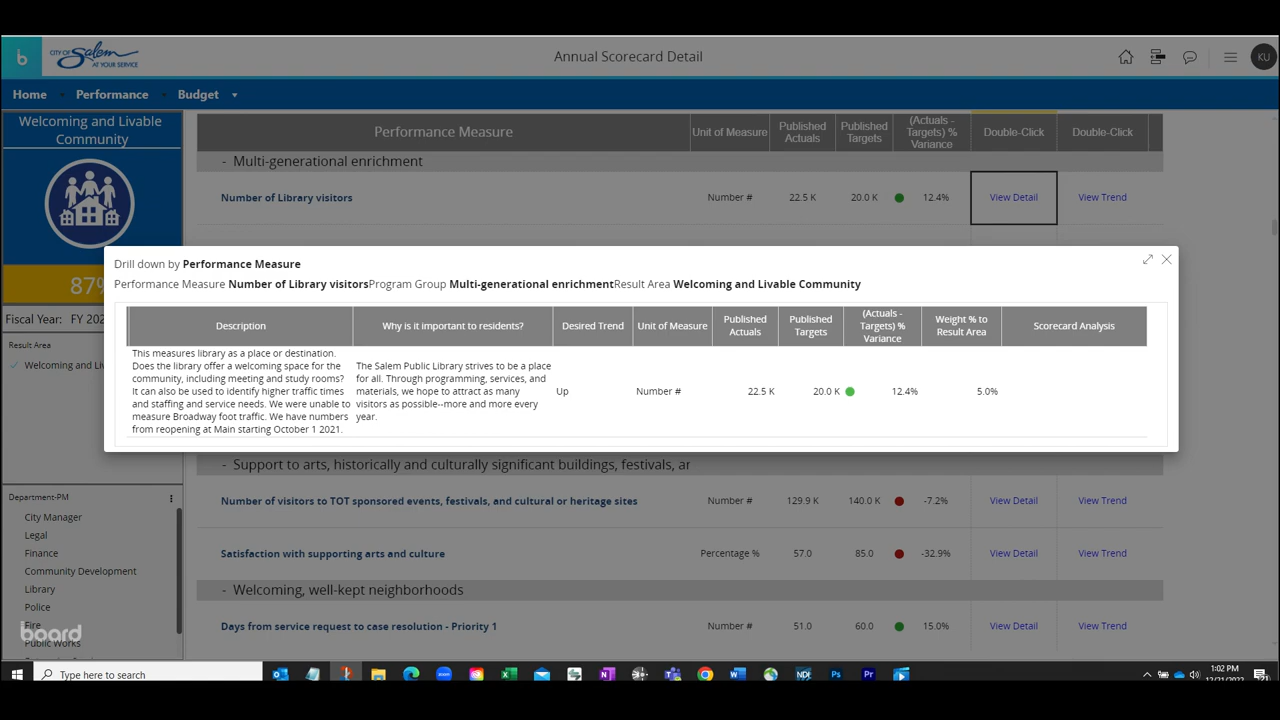 b
CITY OF Salem
AT YOUR SERVICE
Annual Scorecard Detail
KU
Home
Performance
Budget
Welcoming and Livable
Community
87%
Fiscal Year: FY 202
Result Area
Welcoming and Liv
Department-PM
City Manager
Legal
Finance
Community Development
Library
Police
Fire
Public Works
board
Performance Measure
Unit of Measure
Published
Actuals
Published
Targets
(Actuals -
Targets) %
Variance
Double-Click
Double-Click
- Multi-generational enrichment
Number of Library visitors
Number #
22.5 K
20.0 K
12.4%
View Detail
View Trend
Drill down by Performance Measure
Performance Measure Number of Library visitorsProgram Group Multi-generational enrichmentResult Area Welcoming and Livable Community
Description
Why is it important to residents?
Desired Trend
Unit of Measure
Published
Actuals
Published
Targets
(Actuals -
Targets) %
Variance
Weight % to
Result Area
Scorecard Analysis
This measures library as a place or destination.
Does the library offer a welcoming space for the
community, including meeting and study rooms?
It can also be used to identify higher traffic times
and staffing and service needs. We were unable to
measure Broadway foot traffic. We have numbers
from reopening at Main starting October 1 2021.
The Salem Public Library strives to be a place
for all. Through programming, services, and
materials, we hope to attract as many
visitors as possible--more and more every
year.
Up
Number #
22.5 K
20.0 K
12.4%
5.0%
- Support to arts, historically and culturally significant buildings, festivals, ar
Number of visitors to TOT sponsored events, festivals, and cultural or heritage sites
Number #
129.9 K
140.0 K
-7.2%
View Detail
View Trend
Satisfaction with supporting arts and culture
Percentage %
57.0
85.0
-32.9%
View Detail
View Trend
- Welcoming, well-kept neighborhoods
Days from service request to case resolution - Priority 1
Number #
51.0
60.0
15.0%
View Detail
View Trend
Type here to search
1:02 PM